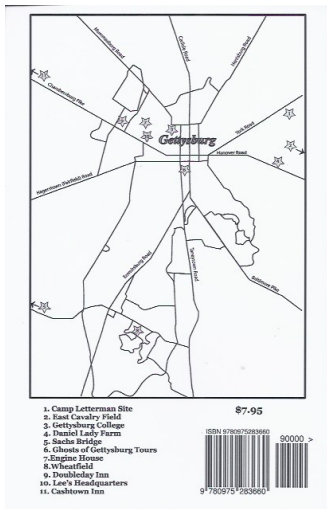 Mummasburg Road
Carlisle Road
Harrisburg Road
Chambersburg Pike
York Road
Gettysburg
Hanover Road
Hagerstown (Fairfield) Road
Emmitsburg Road
Taneytown Road
Baltimore Pike
1. Camp Letterman Site
2. East Cavalry Field
3. Gettysburg College
4. Daniel Lady Farm
5. Sachs Bridge
6. Ghosts of Gettysburg Tours
7.Engine House
8.Wheatfield
9. Doubleday Inn
10. Lee's Headquarters
11. Cashtown Inn
$7.95
ISBN 9780975283660
90000 >
9 780975 283660